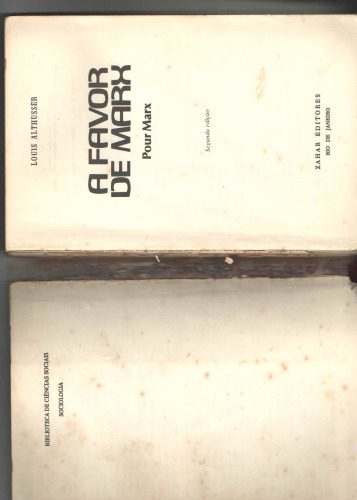 BIBLIOTECA DE CIÊNCIAS SOCIAIS
SOCIOLOGIA
LOUIS ALTHUSSER
A FAVOR
DE MARX
Pour Marx
Segunda edição
ZAHAR EDITORES
RIO DE JANEIRO